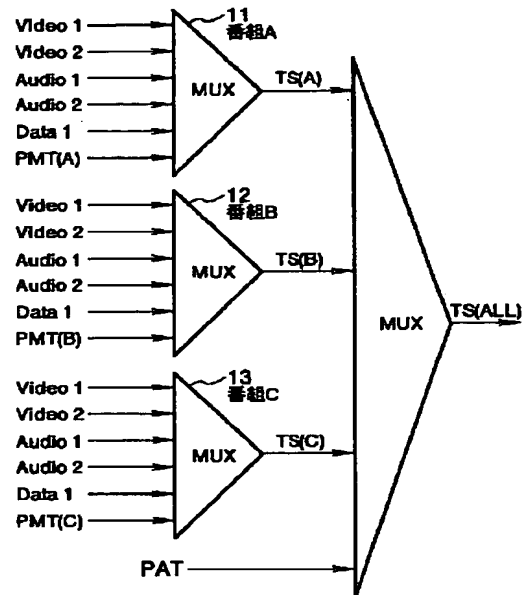 Video 1
Video 2
Audio 1
Audio 2
Data 1
PMT(A)
11
番組A
MUX
TS(A)
Video 1
Video 2
Audio 1
Audio 2
Data 1
PMT(B)
12
番組B
MUX
TS(B)
Video 1
Video 2
Audio 1
Audio 2
Data 1
PMT(C)
13
番組C
MUX
TS(C)
PAT
MUX
TS(ALL)